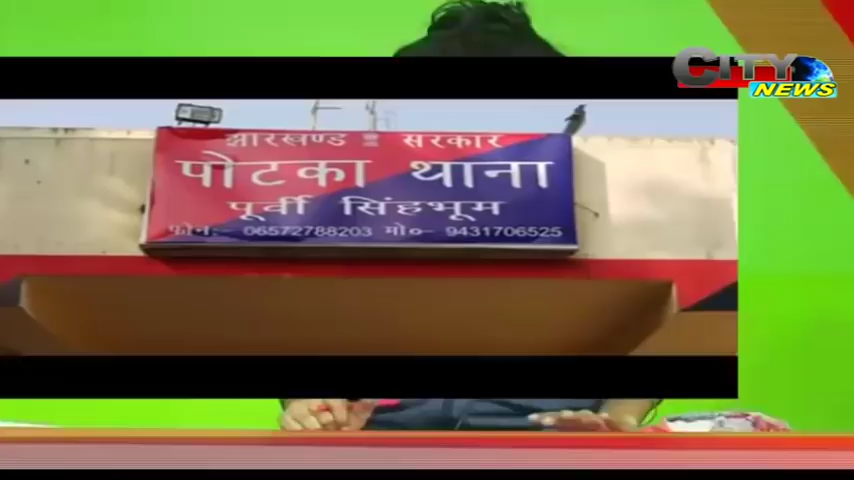 CITY
NEWS
झारखण्ड सरकार
पोटका थाना
पूर्वी सिंहभूम
फोन:- 06572788203 मो०- 9431706525